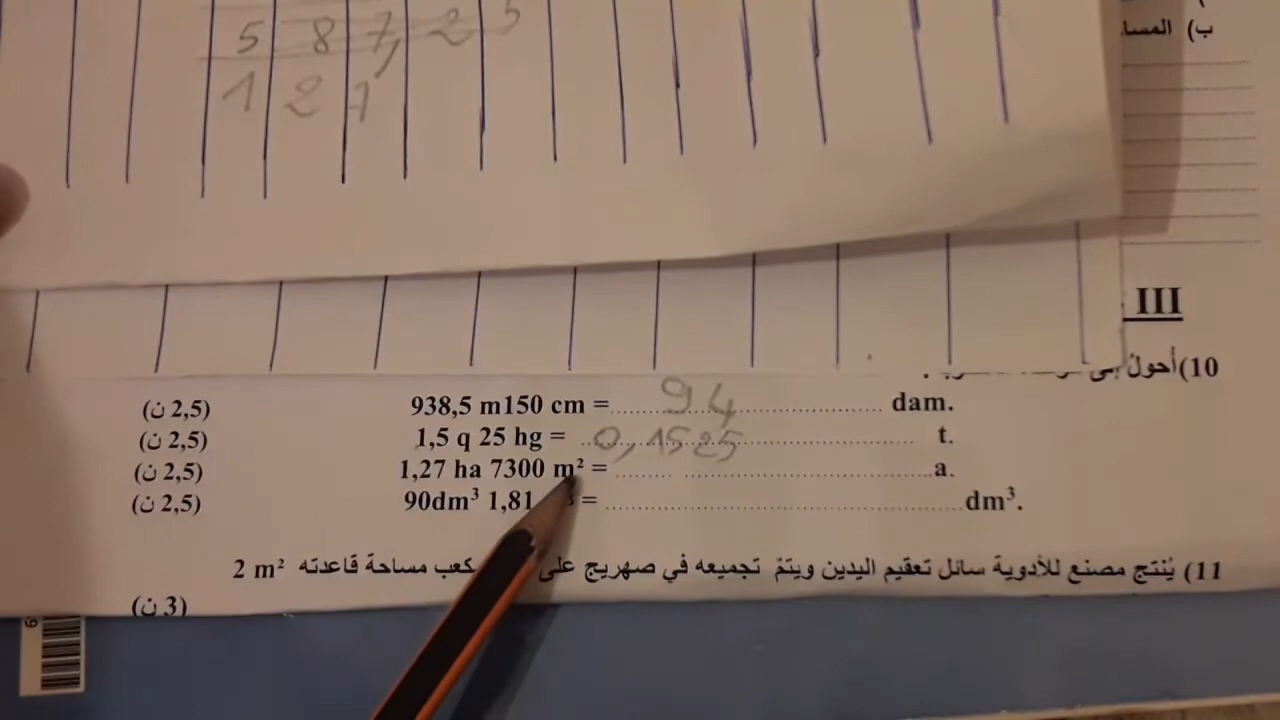 5 8 7, 2 5
1 2 7
ب) المسا
III
10)أحول
938,5 m150 cm =.......94............... dam. (2,5 ن)
1,5 q 25 hg = ..0,1525.................... t. (2,5 ن)
1,27 ha 7300 m² = ........ ..............................a. (2,5 ن)
90dm³ 1,81 ³ = ..........................................dm³. (2,5 ن)
11) يُنتج مصنع للأدوية سائل تعقيم اليدين ويتمّ تجميعه في صهريج على كعب مساحة قاعدته 2 m²
(3 ن)